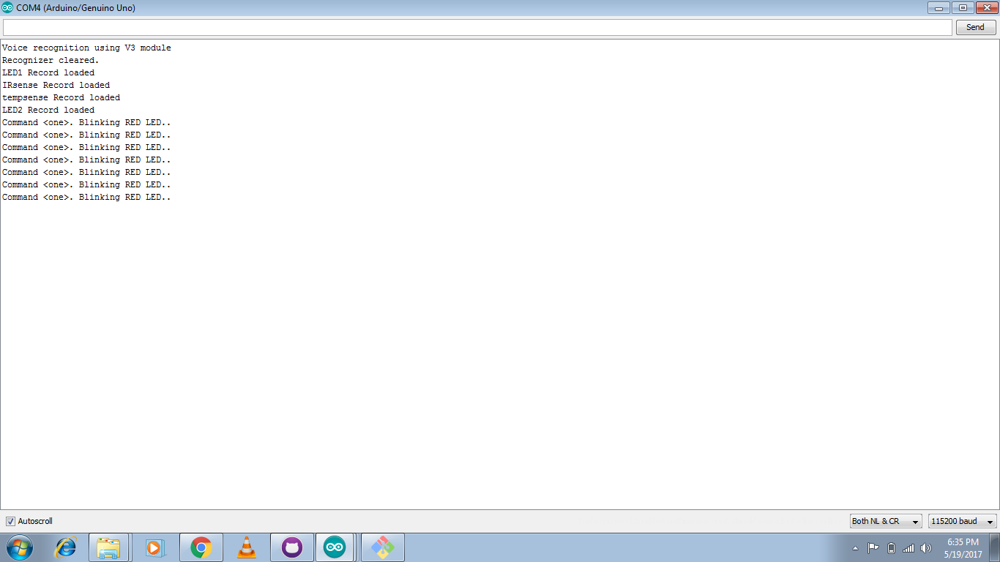 COM4 (Arduino/Genuino Uno)
Send
Voice recognition using V3 module
Recognizer cleared.
LED1 Record loaded
IRsense Record loaded
tempsense Record loaded
LED2 Record loaded
Command <one>. Blinking RED LED..
Command <one>. Blinking RED LED..
Command <one>. Blinking RED LED..
Command <one>. Blinking RED LED..
Command <one>. Blinking RED LED..
Command <one>. Blinking RED LED..
Command <one>. Blinking RED LED..
Autoscroll
Both NL & CR
115200 baud
6:35 PM
5/19/2017